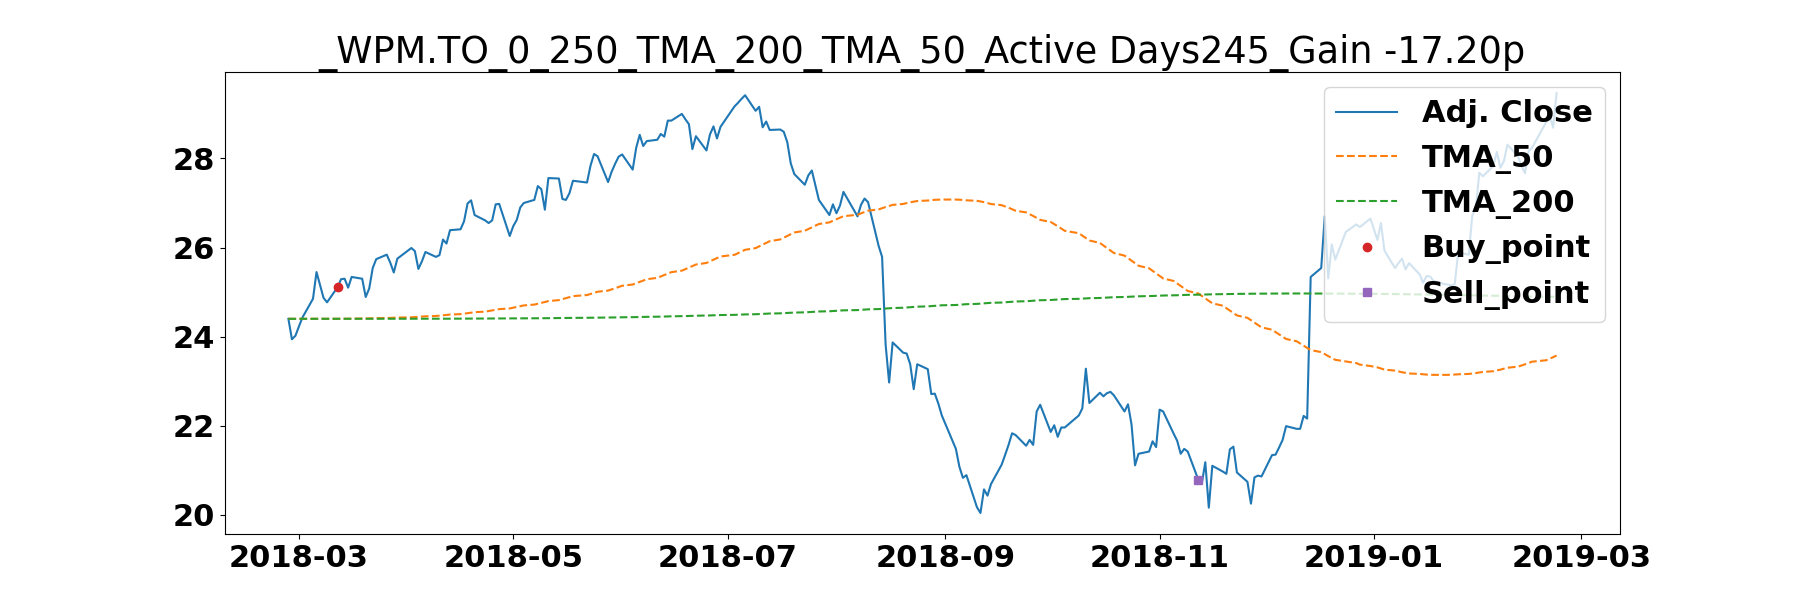 _WPM.TO_0_250_TMA_200_TMA_50_Active Days245_Gain -17.20p
Adj. Close
TMA_50
TMA_200
Buy_point
Sell_point
28
26
24
22
20
2018-03 2018-05 2018-07 2018-09 2018-11 2019-01 2019-03